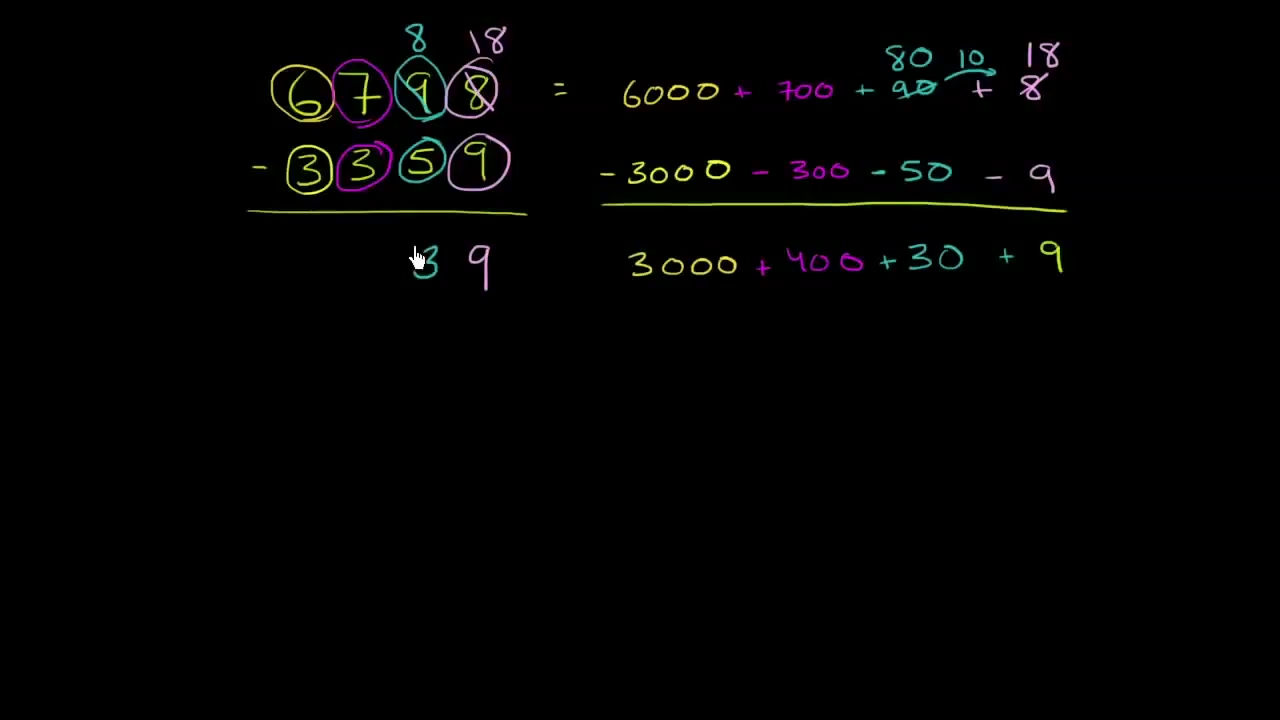 8 18 80 10 18
6 7 9 8 = 6000 + 700 + 90 + 8
- 3 3 5 9 - 3000 - 300 - 50 - 9
3 9 3000 + 400 + 30 + 9